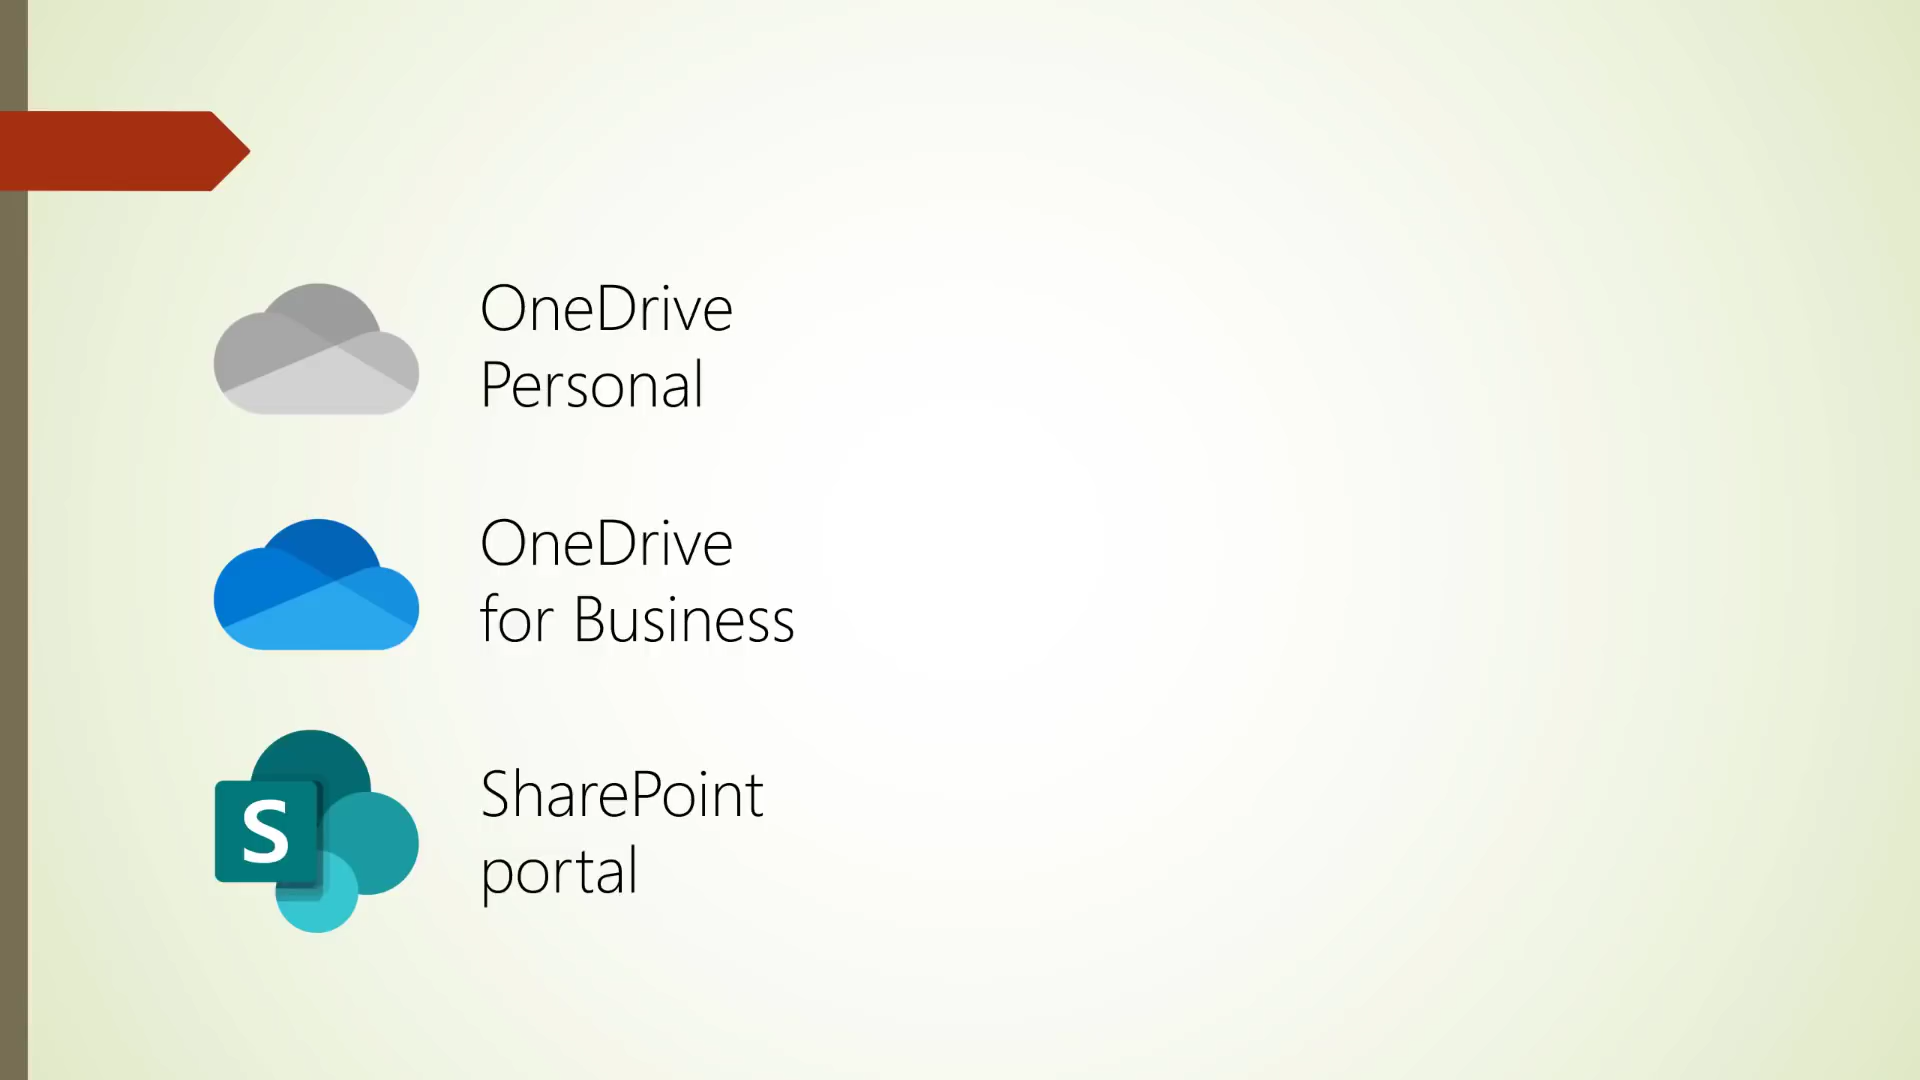 OneDrive
Personal
OneDrive
for Business
S
SharePoint
portal